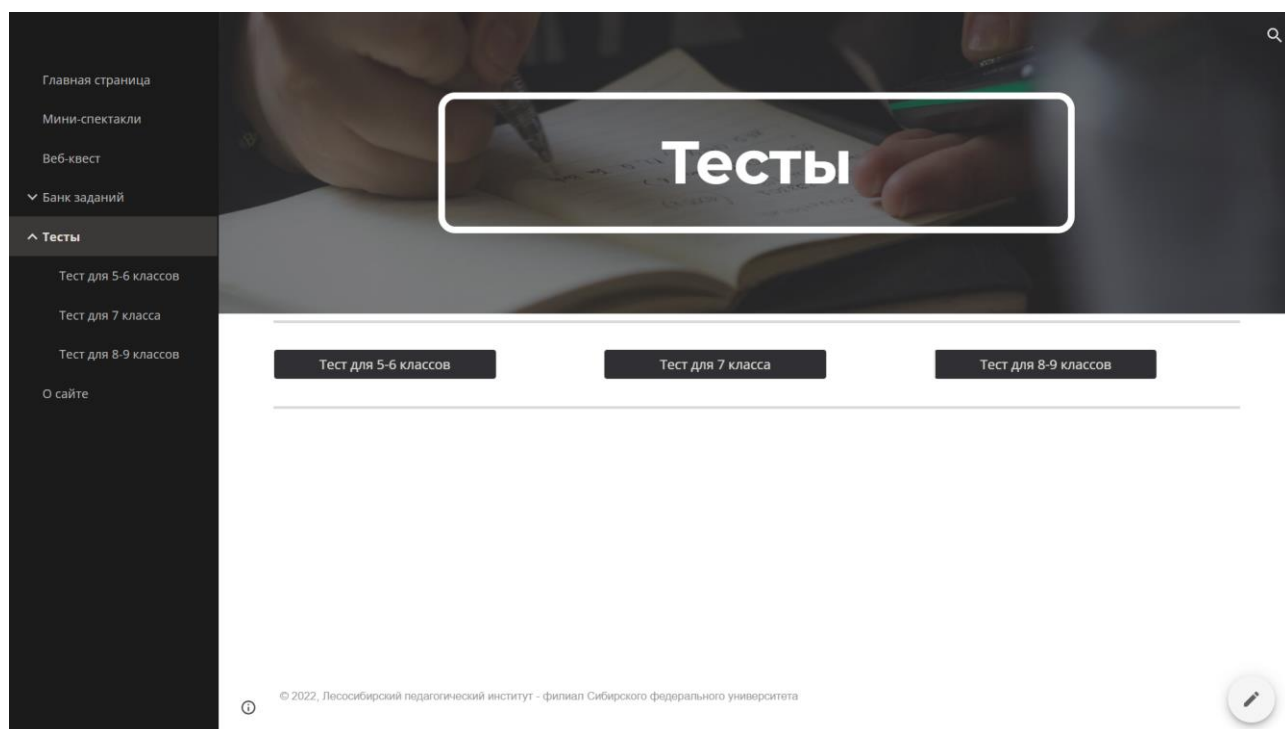 Главная страница
Мини-спектакли
Веб-квест
Банк заданий
Тесты
Тест для 5-6 классов
Тест для 7 класса
Тест для 8-9 классов
О сайте
Тесты
Тест для 5-6 классов
Тест для 7 класса
Тест для 8-9 классов
© 2022, Лесосибирский педагогический институт - филиал Сибирского федерального университета